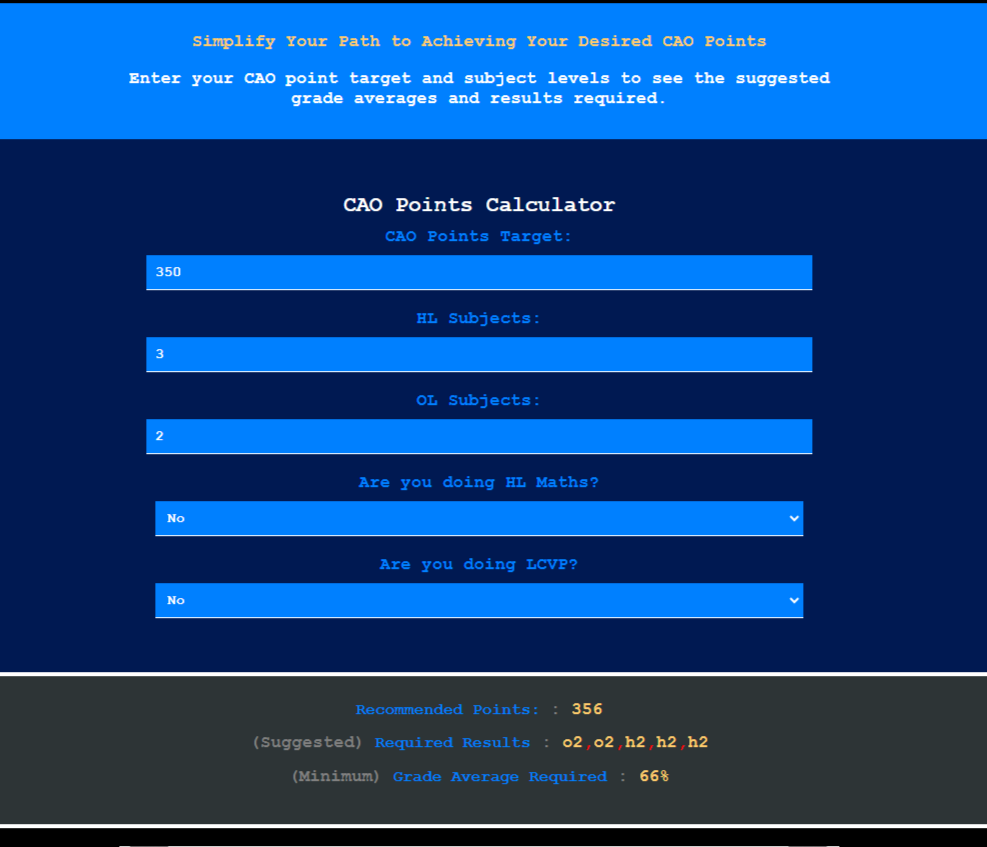 Simplify Your Path to Achieving Your Desired CAO Points
Enter your CAO point target and subject levels to see the suggested
grade averages and results required.
CAO Points Calculator
CAO Points Target:
350
HL Subjects:
3
OL Subjects:
2
Are you doing HL Maths?
No
Are you doing LCVP?
No
Recommended Points: : 356
(Suggested) Required Results : o2,o2,h2,h2,h2
(Minimum) Grade Average Required : 66%